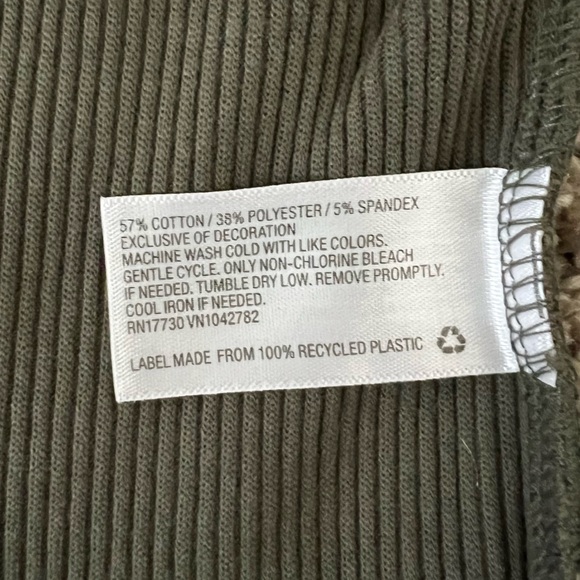 57% COTTON / 38% POLYESTER / 5% SPANDEX
EXCLUSIVE OF DECORATION
MACHINE WASH COLD WITH LIKE COLORS.
GENTLE CYCLE. ONLY NON-CHLORINE BLEACH
IF NEEDED. TUMBLE DRY LOW. REMOVE PROMPTLY.
COOL IRON IF NEEDED.
RN17730 VN1042782
LABEL MADE FROM 100% RECYCLED PLASTIC